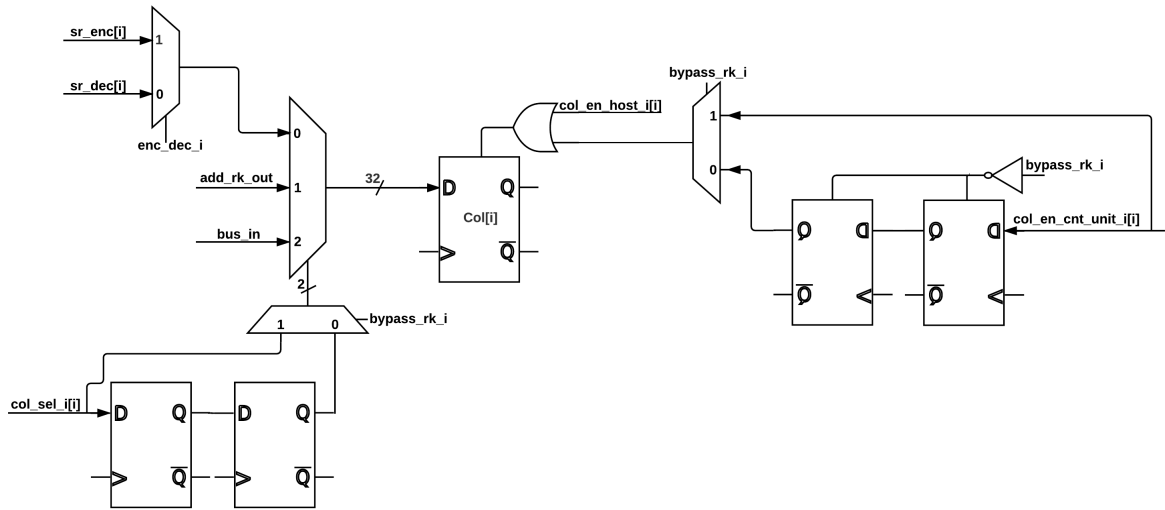 sr_enc[i]
1
sr_dec[i]
0
enc_dec_i
0
add_rk_out
1
bus_in
2
32
D
Q
Col[i]
Q
2
1
0
bypass_rk_i
col_sel_i[i]
D
Q
Q
D
Q
Q
col_en_host_i[i]
bypass_rk_i
1
0
bypass_rk_i
col_en_cnt_unit_i[i]
Q
D
Q
Q
D
Q